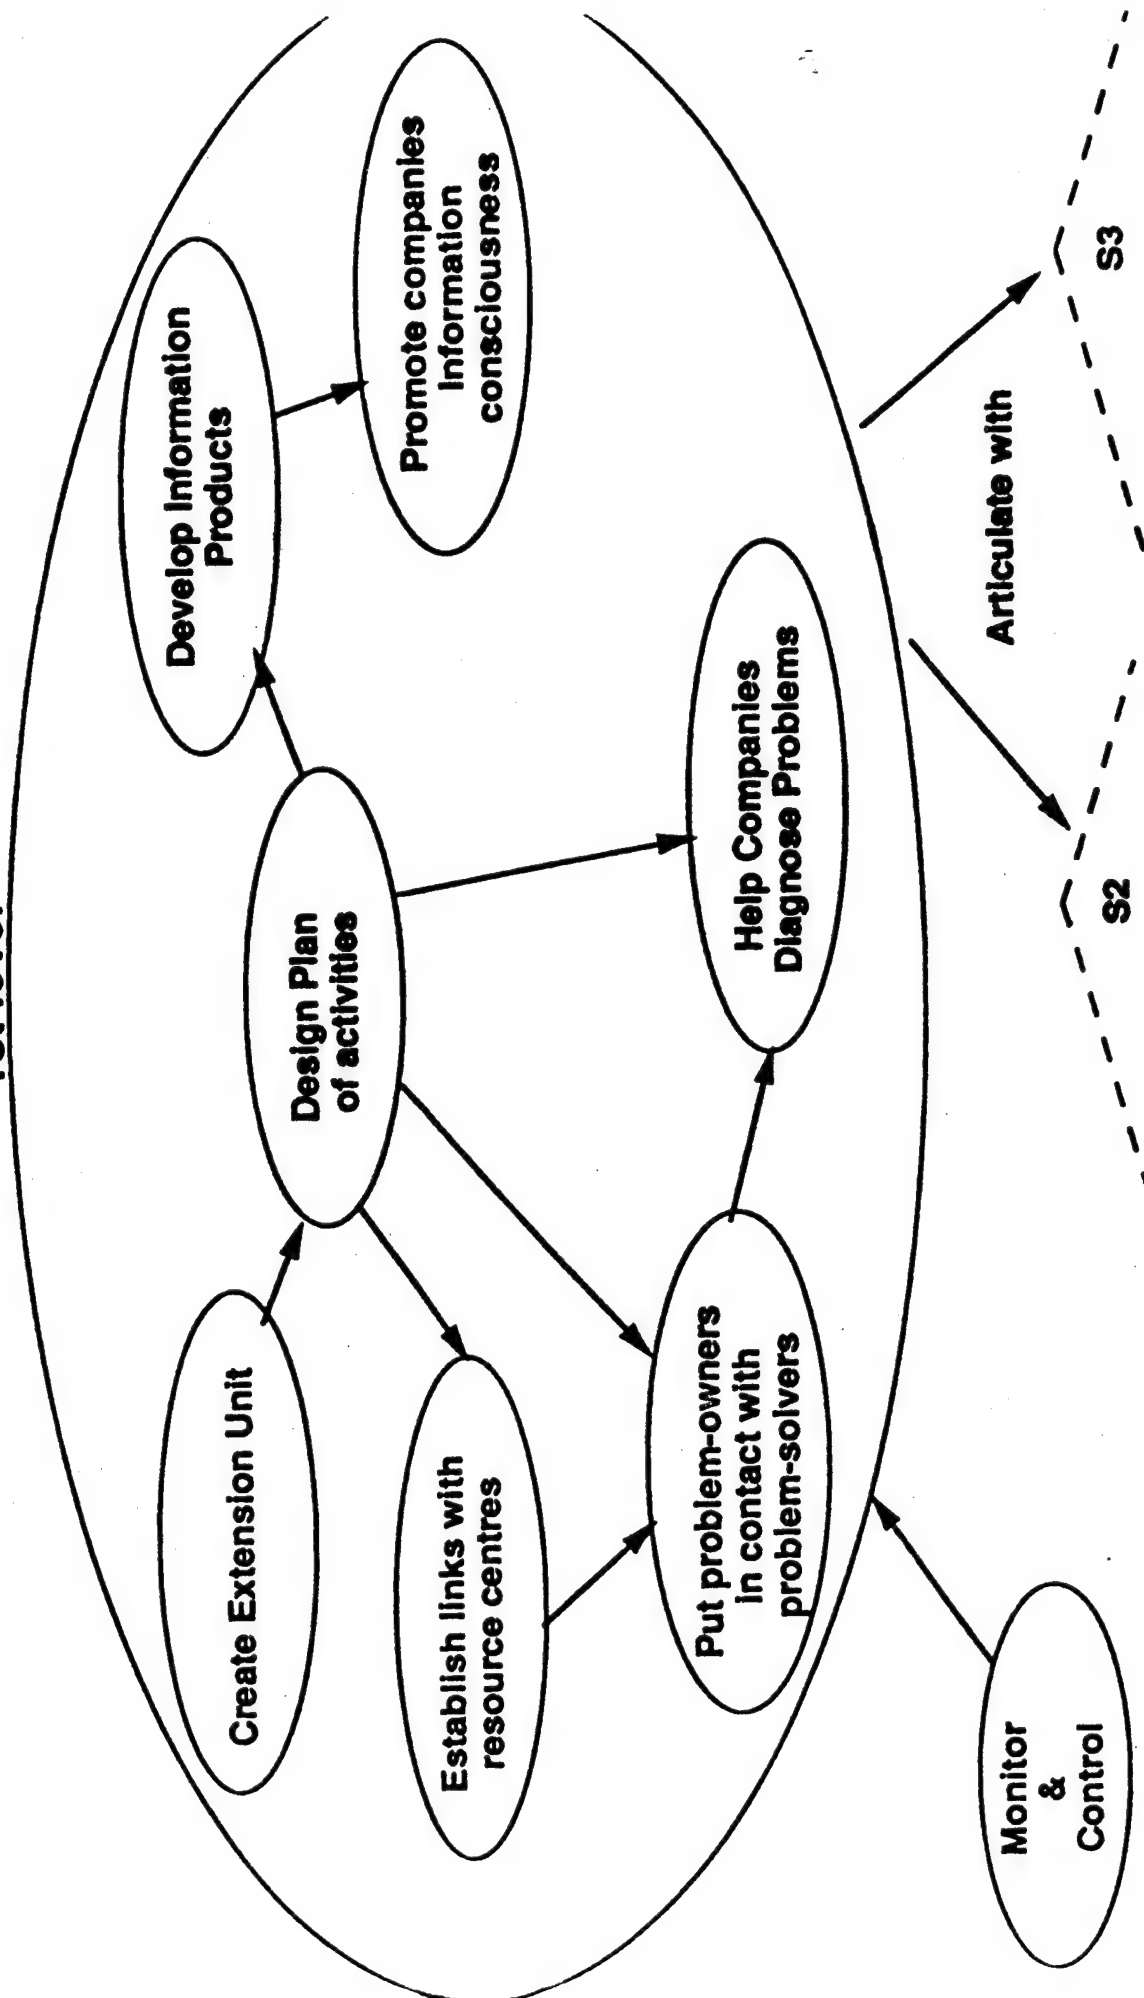 Create Extension Unit
Design Plan
of activities
Develop Information
Products
Establish links with
resource centres
Promote companies
Information
consciousness
Put problem-owners
in contact with
problem-solvers
Help Companies
Diagnose Problems
Monitor
&
Control
Articulate with
S2
S3